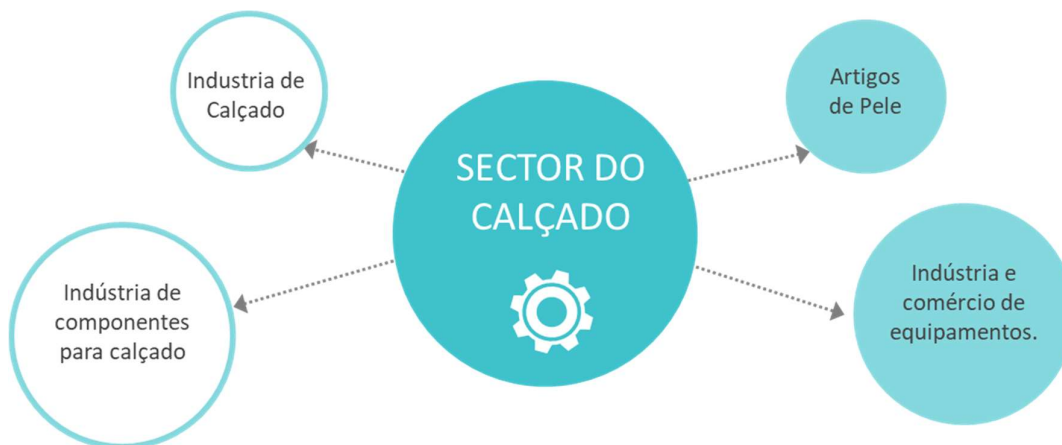 Industria de
Calçado
Artigos
de Pele
SECTOR DO
CALÇADO
Indústria de
componentes
para calçado
Indústria e
comércio de
equipamentos.